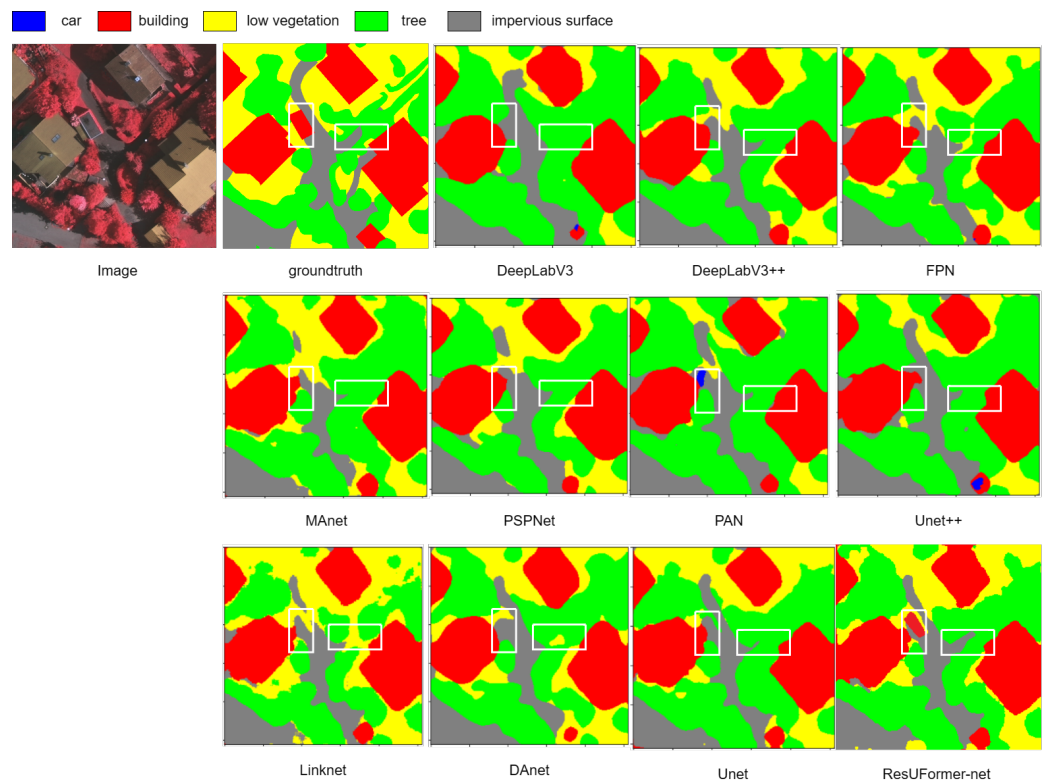 car building low vegetation tree impervious surface
Image groundtruth DeepLabV3 DeepLabV3++ FPN
MAnet PSPNet PAN Unet++
Linknet DAnet Unet ResUFormer-net